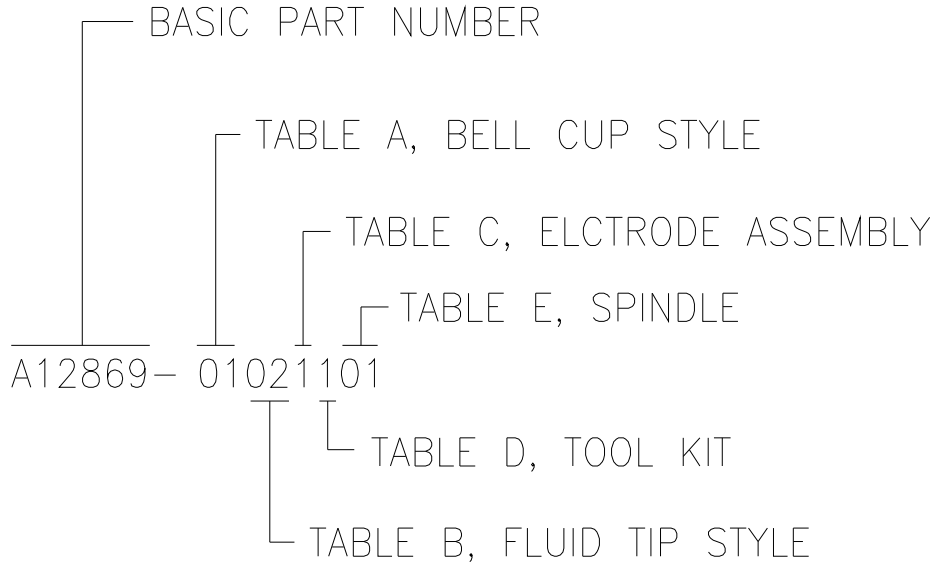 BASIC PART NUMBER
TABLE A, BELL CUP STYLE
TABLE C, ELCTRODE ASSEMBLY
TABLE E, SPINDLE
A12869- 01021101
TABLE D, TOOL KIT
TABLE B, FLUID TIP STYLE